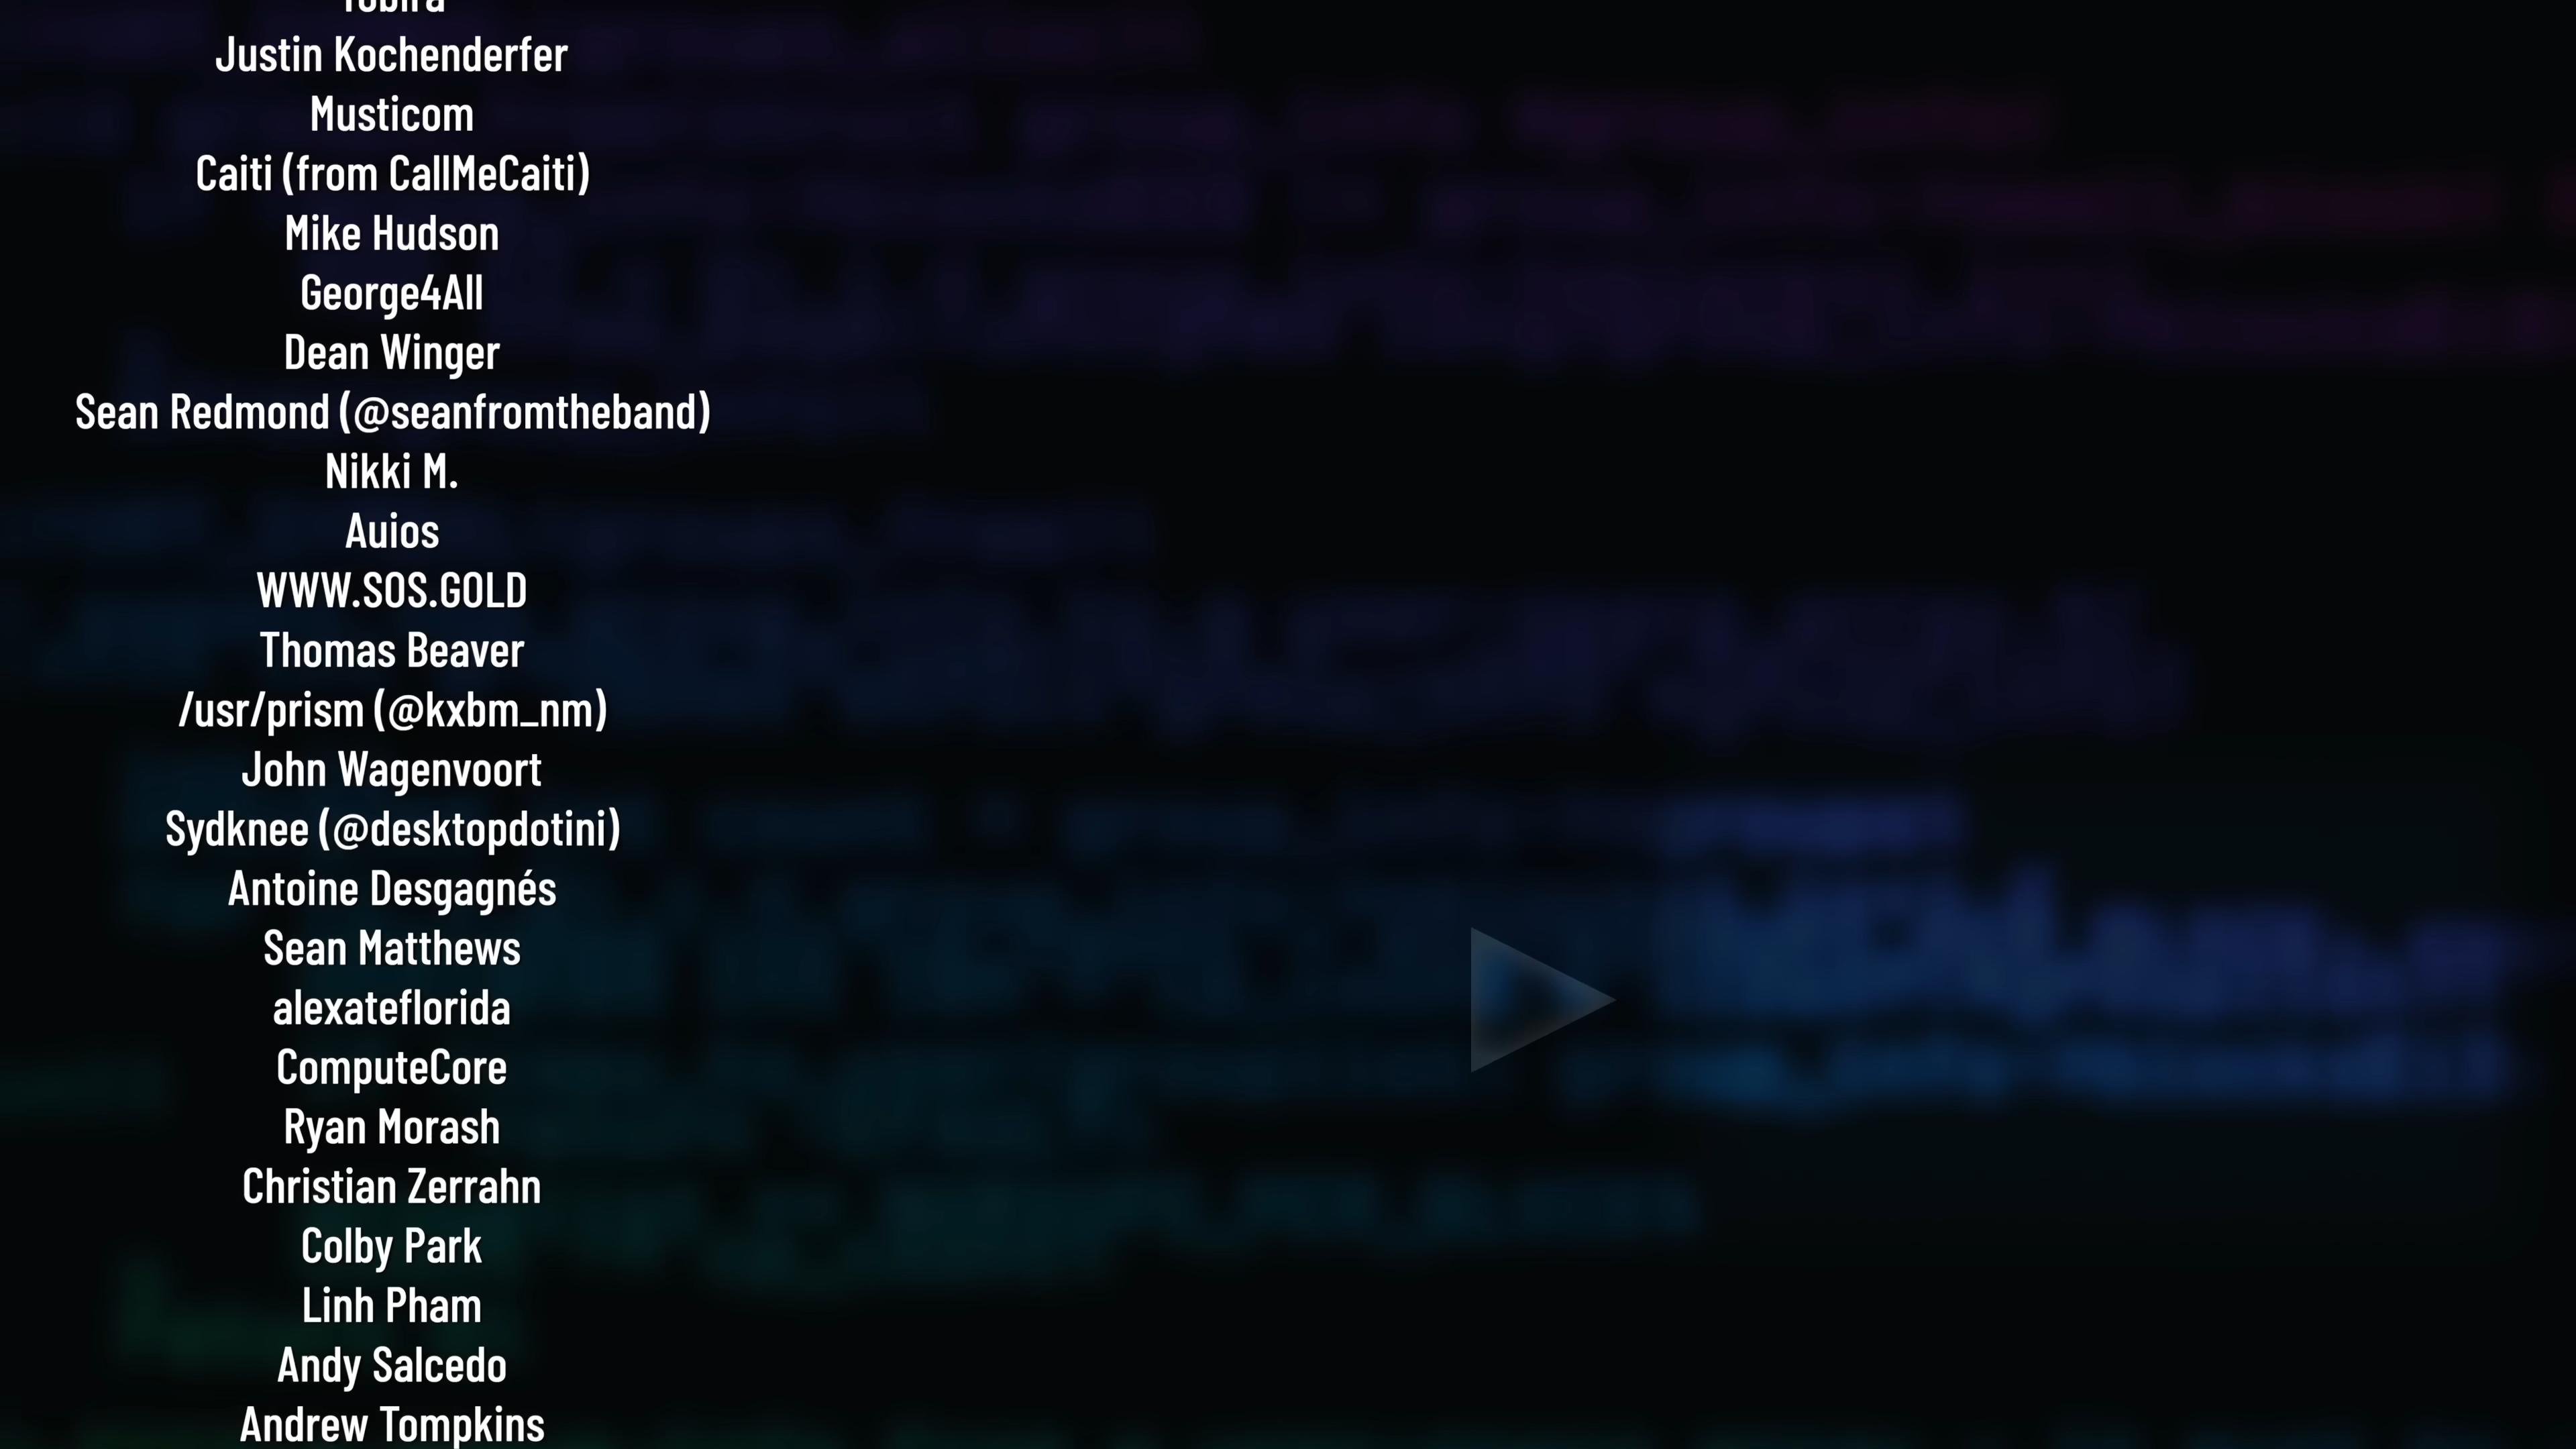 Justin Kochenderfer
Musticom
Caiti (from CallMeCaiti)
Mike Hudson
George4All
Dean Winger
Sean Redmond (@seanfromtheband)
Nikki M.
Auios
WWW.SOS.GOLD
Thomas Beaver
/usr/prism (@kxbm_nm)
John Wagenvoort
Sydknee (@desktopdotini)
Antoine Desgagnés
Sean Matthews
alexateflorida
ComputeCore
Ryan Morash
Christian Zerrahn
Colby Park
Linh Pham
Andy Salcedo
Andrew Tompkins